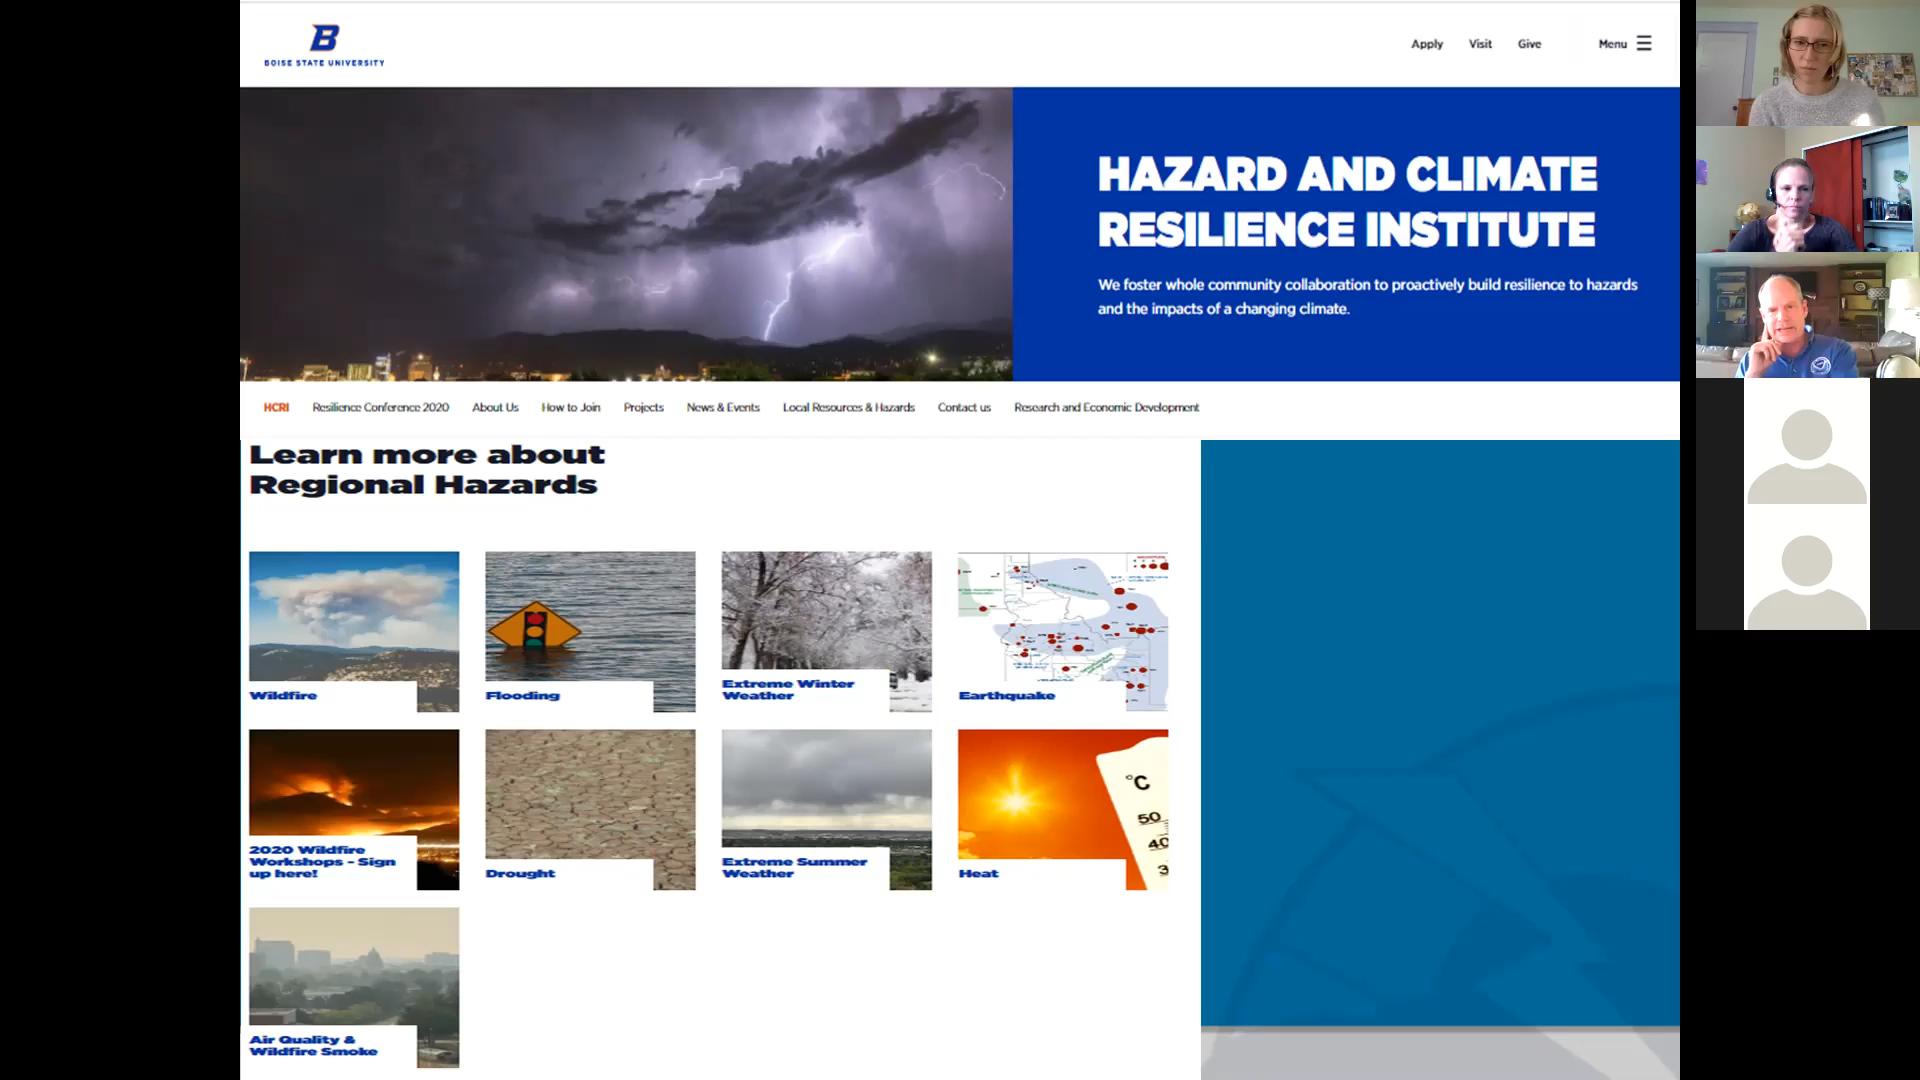 B
BOISE STATE UNIVERSITY
Apply Visit Give Menu
HAZARD AND CLIMATE
RESILIENCE INSTITUTE
We foster whole community collaboration to proactively build resilience to hazards
and the impacts of a changing climate.
HCRI Resilience Conference 2020 About Us How to Join Projects News & Events Local Resources & Hazards Contact us Research and Economic Development
Learn more about
Regional Hazards
Wildfire
Flooding
Extreme Winter
Weather
Earthquake
2020 Wildfire
Workshops - Sign
up here!
Drought
Extreme Summer
Weather
°C
50
40
3
Heat
Air Quality &
Wildfire Smoke